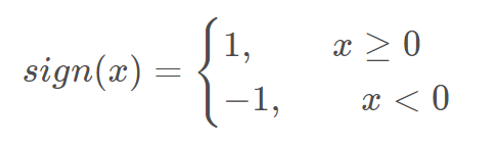 sign(x) = { 1, x ≥ 0
−1, x < 0